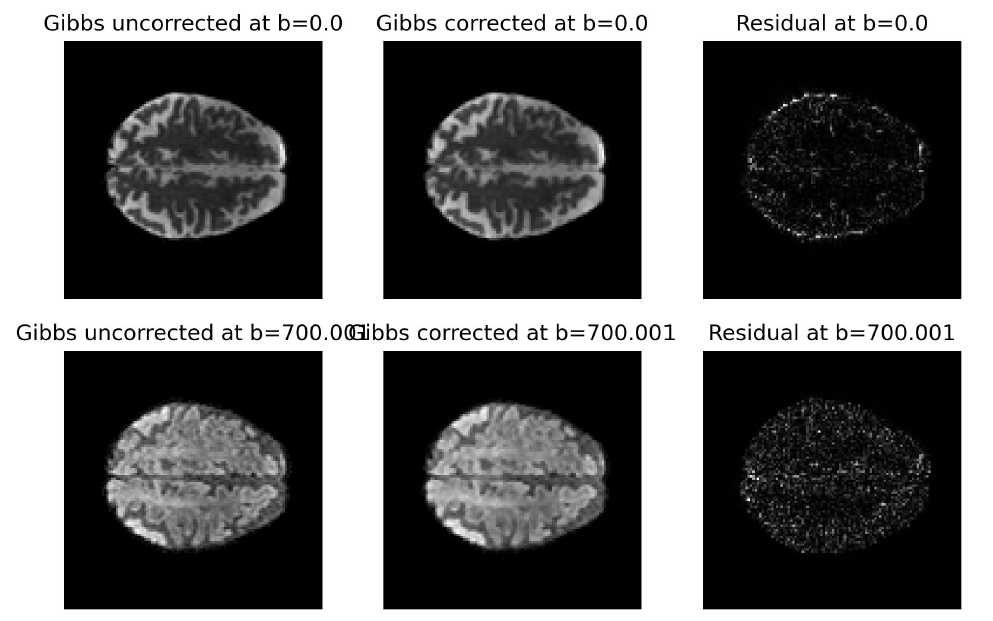 Gibbs uncorrected at b=0.0
Gibbs corrected at b=0.0
Residual at b=0.0
Gibbs uncorrected at b=700.001
Gibbs corrected at b=700.001
Residual at b=700.001